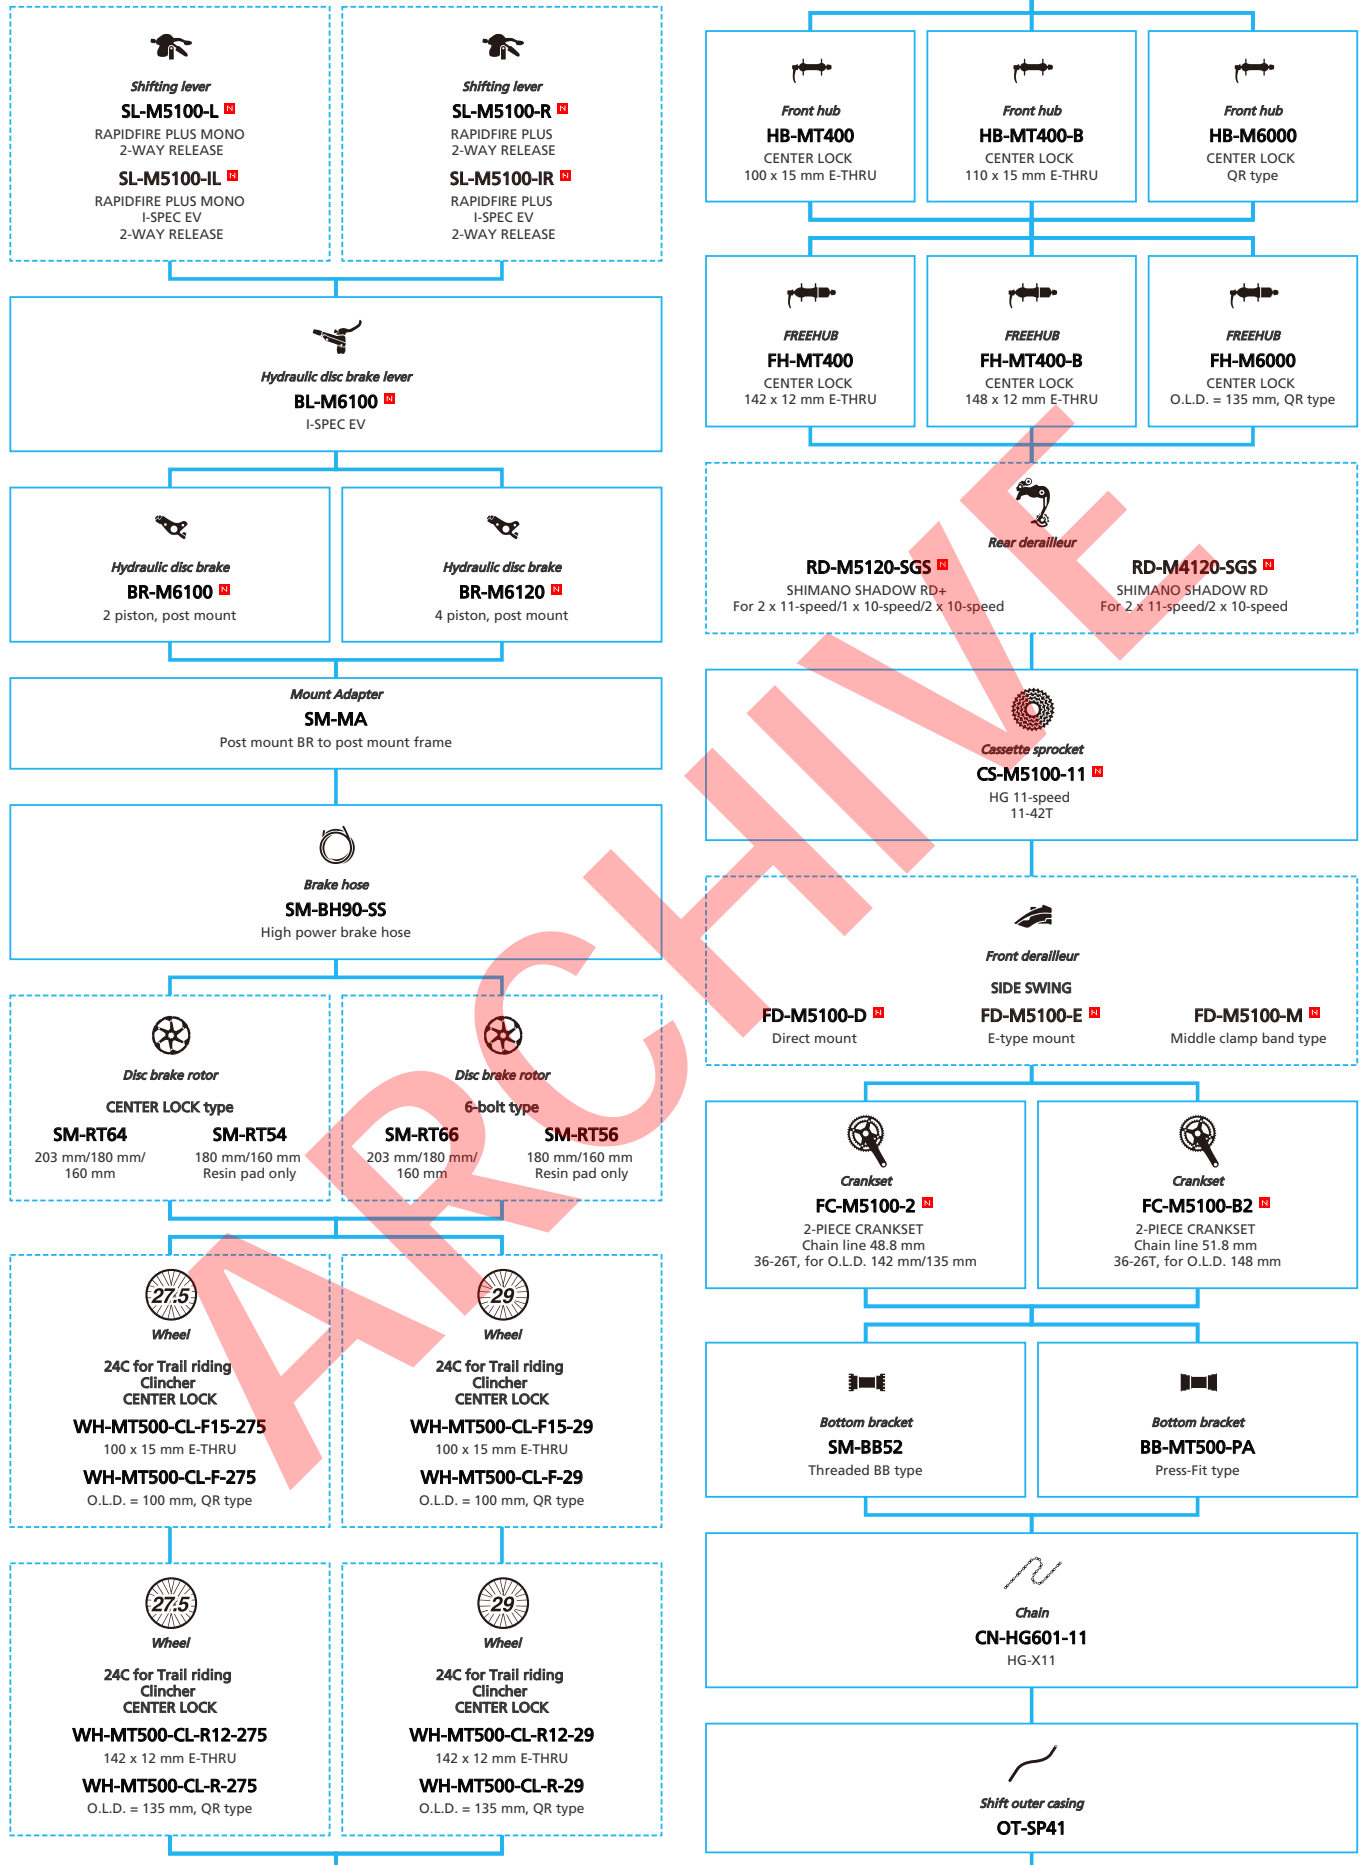 Shifting lever
SL-M5100-L N
RAPIDFIRE PLUS MONO
2-WAY RELEASE
SL-M5100-IL N
RAPIDFIRE PLUS MONO
I-SPEC EV
2-WAY RELEASE
Shifting lever
SL-M5100-R N
RAPIDFIRE PLUS
2-WAY RELEASE
SL-M5100-IR N
RAPIDFIRE PLUS
I-SPEC EV
2-WAY RELEASE
Hydraulic disc brake lever
BL-M6100 N
I-SPEC EV
Hydraulic disc brake
BR-M6100 N
2 piston, post mount
Hydraulic disc brake
BR-M6120 N
4 piston, post mount
Mount Adapter
SM-MA
Post mount BR to post mount frame
Brake hose
SM-BH90-SS
High power brake hose
Disc brake rotor
CENTER LOCK type
SM-RT64
203 mm/180 mm/
160 mm
SM-RT54
180 mm/160 mm
Resin pad only
Disc brake rotor
6-bolt type
SM-RT66
203 mm/180 mm/
160 mm
SM-RT56
180 mm/160 mm
Resin pad only
27.5
Wheel
24C for Trail riding
Clincher
CENTER LOCK
WH-MT500-CL-F15-275
100 x 15 mm E-THRU
WH-MT500-CL-F-275
O.L.D. = 100 mm, QR type
29
Wheel
24C for Trail riding
Clincher
CENTER LOCK
WH-MT500-CL-F15-29
100 x 15 mm E-THRU
WH-MT500-CL-F-29
O.L.D. = 100 mm, QR type
27.5
Wheel
24C for Trail riding
Clincher
CENTER LOCK
WH-MT500-CL-R12-275
142 x 12 mm E-THRU
WH-MT500-CL-R-275
O.L.D. = 135 mm, QR type
29
Wheel
24C for Trail riding
Clincher
CENTER LOCK
WH-MT500-CL-R12-29
142 x 12 mm E-THRU
WH-MT500-CL-R-29
O.L.D. = 135 mm, QR type
Front hub
HB-MT400
CENTER LOCK
100 x 15 mm E-THRU
Front hub
HB-MT400-B
CENTER LOCK
110 x 15 mm E-THRU
Front hub
HB-M6000
CENTER LOCK
QR type
FREEHUB
FH-MT400
CENTER LOCK
142 x 12 mm E-THRU
FREEHUB
FH-MT400-B
CENTER LOCK
148 x 12 mm E-THRU
FREEHUB
FH-M6000
CENTER LOCK
O.L.D. = 135 mm, QR type
Rear derailleur
RD-M5120-SGS N
SHIMANO SHADOW RD+
For 2 x 11-speed/1 x 10-speed/2 x 10-speed
RD-M4120-SGS N
SHIMANO SHADOW RD
For 2 x 11-speed/2 x 10-speed
Cassette sprocket
CS-M5100-11 N
HG 11-speed
11-42T
Front derailleur
SIDE SWING
FD-M5100-D N
Direct mount
FD-M5100-E N
E-type mount
FD-M5100-M N
Middle clamp band type
Crankset
FC-M5100-2 N
2-PIECE CRANKSET
Chain line 48.8 mm
36-26T, for O.L.D. 142 mm/135 mm
Crankset
FC-M5100-B2 N
2-PIECE CRANKSET
Chain line 51.8 mm
36-26T, for O.L.D. 148 mm
Bottom bracket
SM-BB52
Threaded BB type
Bottom bracket
BB-MT500-PA
Press-Fit type
Chain
CN-HG601-11
HG-X11
Shift outer casing
OT-SP41
ARCHIVE